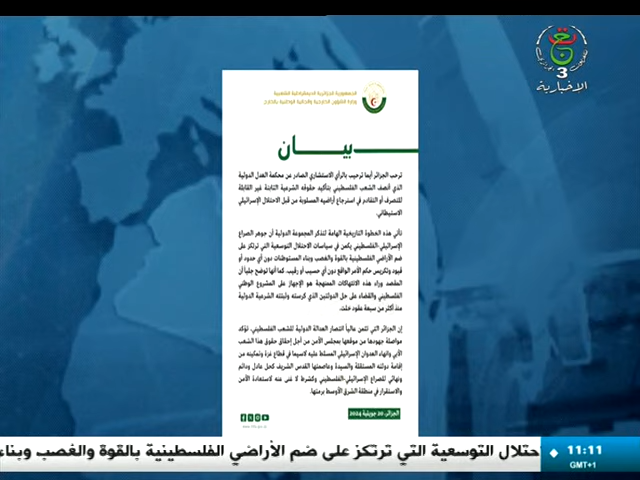 3
الإخبارية
الجمهورية الجزائرية الديمقراطية الشعبية
وزارة الشؤون الخارجية والجالية الوطنية بالخارج
بيـــان
ترحب الجزائر أيما ترحيب بالرأي الاستشاري الصادر عن محكمة العدل الدولية
الذي أنصف الشعب الفلسطيني بتأكيد حقوقه الشرعية الثابتة غير القابلة
للتصرف أو التقادم في استرجاع أراضيه المسلوبة من قبل الاحتلال الإسرائيلي
الاستيطاني.
تأتي هذه الخطوة التاريخية الهامة لتذكر المجموعة الدولية أن جوهر الصراع
الإسرائيلي-الفلسطيني يكمن في سياسات الاحتلال التوسعية التي ترتكز على
ضم الأراضي الفلسطينية بالقوة والغصب وبناء المستوطنات دون أي حدود أو
قيود وتكريس حكم الأمر الواقع دون أي حسيب أو رقيب. كما أنها توضح جلياً أن
المقصد وراء هذه الانتهاكات الممنهجة هو الإجهاز على المشروع الوطني
الفلسطيني والقضاء على حل الدولتين الذي كرسته وثبتته الشرعية الدولية
منذ أكثر من سبعة عقود خلت.
إن الجزائر التي تثمن عالياً انتصار العدالة الدولية للشعب الفلسطيني، تؤكد
مواصلة جهودها من موقعها بمجلس الأمن من أجل إحقاق حقوق هذا الشعب
الأبي وإنهاء العدوان الإسرائيلي المسلط عليه لاسيما في قطاع غزة وتمكينه من
إقامة دولته المستقلة والسيدة وعاصمتها القدس الشريف كحل عادل ودائم
ونهائي للصراع الإسرائيلي-الفلسطيني وكشرط لا غنى عنه لاستعادة الأمن
والاستقرار في منطقة الشرق الأوسط برمتها.
الجزائر، 20 جويلية 2024
حتلال التوسعية التي ترتكز على ضم الأراضي الفلسطينية بالقوة والغصب وبناء
11:11
GMT+1